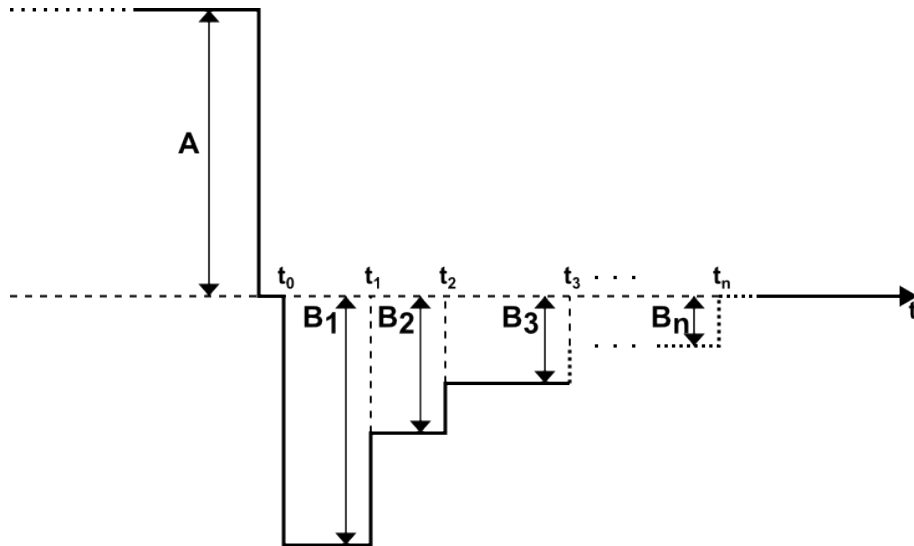 A
t₀ t₁ t₂ t₃ . . . tₙ
B₁ B₂ B₃ Bₙ t
. . .